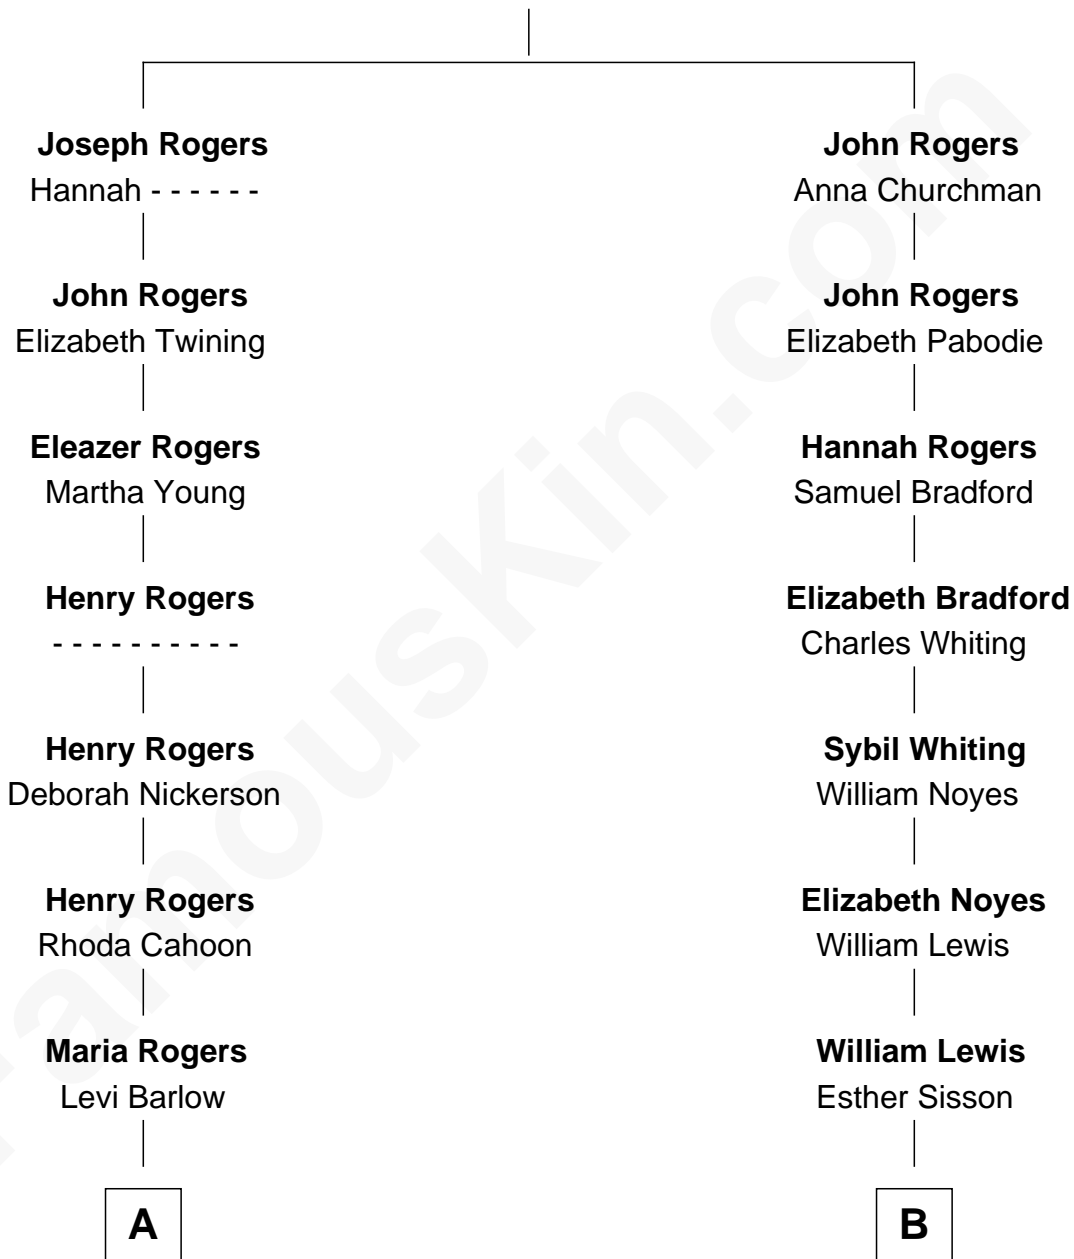 Joseph Rogers
Hannah - - - - - -
John Rogers
Elizabeth Twining
Eleazer Rogers
Martha Young
Henry Rogers
- - - - - - - - - -
Henry Rogers
Deborah Nickerson
Henry Rogers
Rhoda Cahoon
Maria Rogers
Levi Barlow
A
John Rogers
Anna Churchman
John Rogers
Elizabeth Pabodie
Hannah Rogers
Samuel Bradford
Elizabeth Bradford
Charles Whiting
Sybil Whiting
William Noyes
Elizabeth Noyes
William Lewis
William Lewis
Esther Sisson
B
FamousKin.com